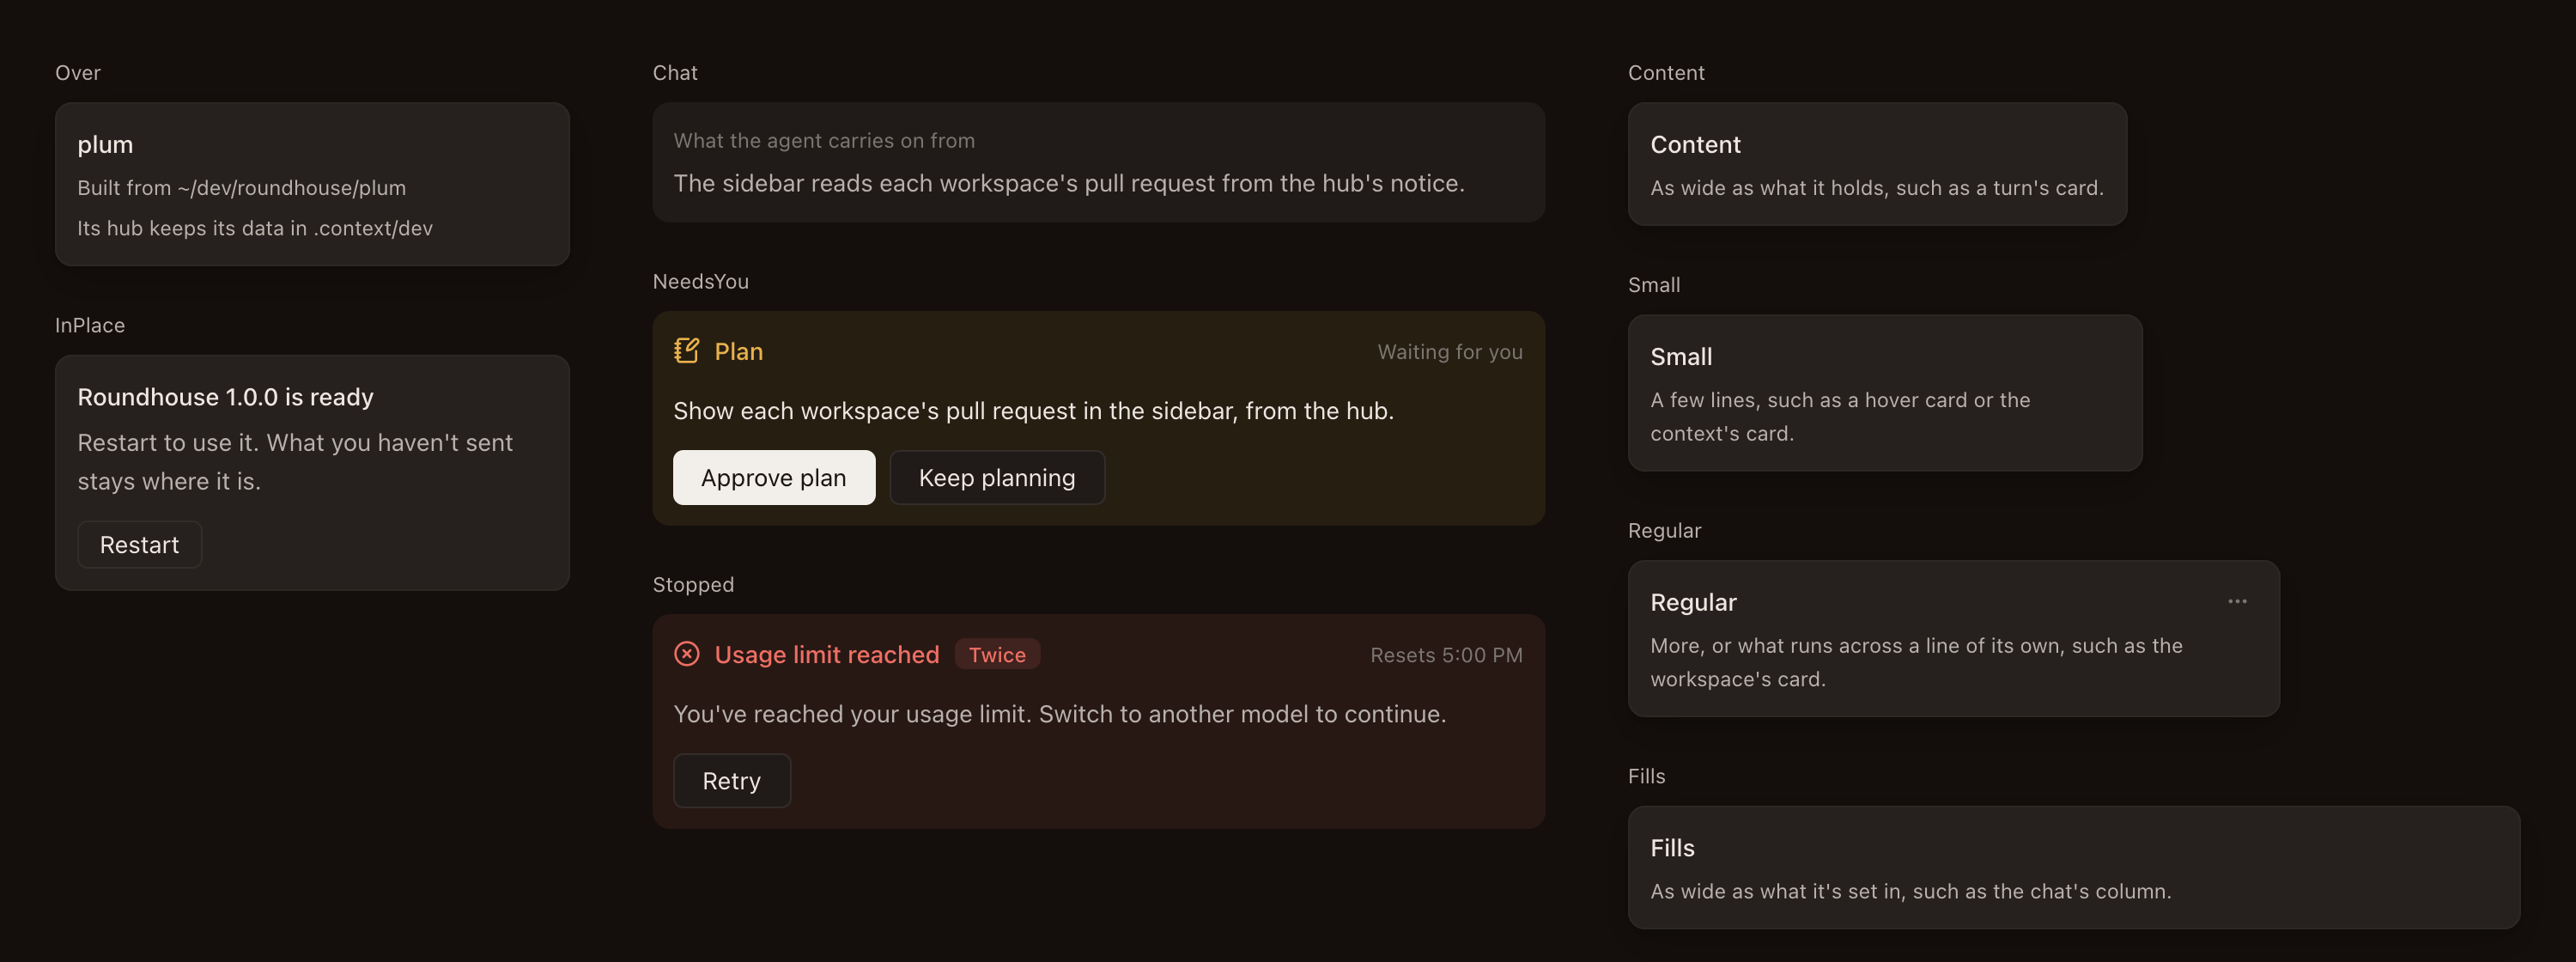 Over
plum
Built from ~/dev/roundhouse/plum
Its hub keeps its data in .context/dev
InPlace
Roundhouse 1.0.0 is ready
Restart to use it. What you haven't sent
stays where it is.
Restart
Chat
What the agent carries on from
The sidebar reads each workspace's pull request from the hub's notice.
NeedsYou
Plan
Waiting for you
Show each workspace's pull request in the sidebar, from the hub.
Approve plan
Keep planning
Stopped
Usage limit reached
Twice
Resets 5:00 PM
You've reached your usage limit. Switch to another model to continue.
Retry
Content
Content
As wide as what it holds, such as a turn's card.
Small
Small
A few lines, such as a hover card or the
context's card.
Regular
Regular
More, or what runs across a line of its own, such as the
workspace's card.
Fills
Fills
As wide as what it's set in, such as the chat's column.